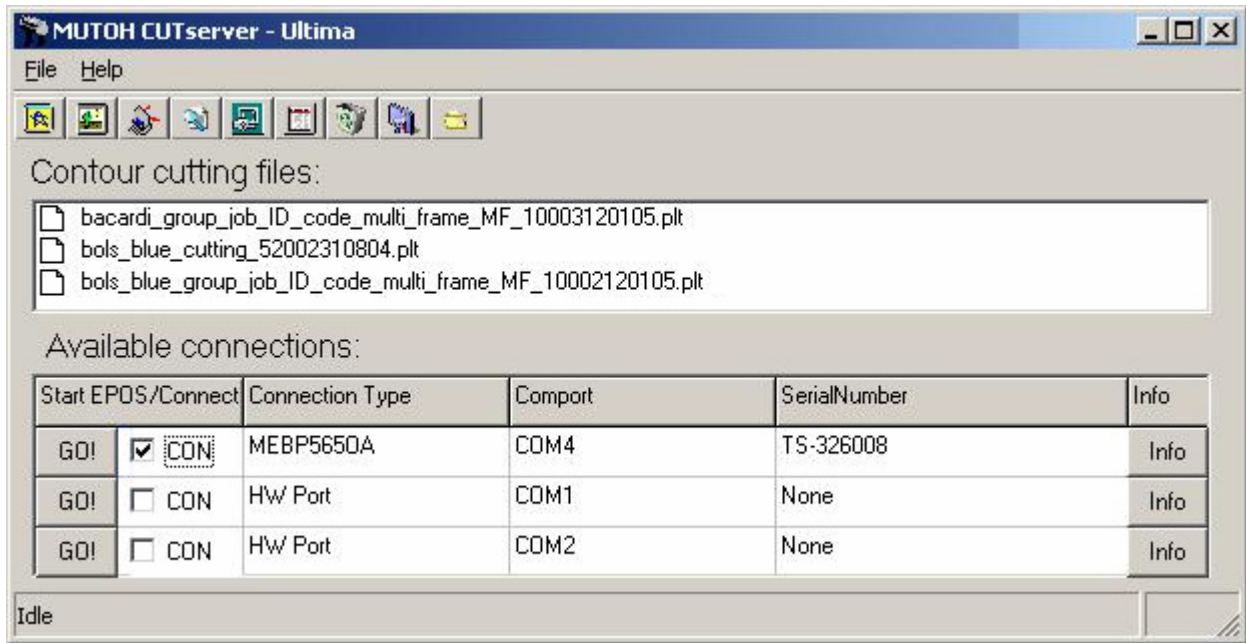 MUTOH CUTserver - Ultima
File Help
Contour cutting files:
bacardi_group_job_ID_code_multi_frame_MF_10003120105.plt
bols_blue_cutting_52002310804.plt
bols_blue_group_job_ID_code_multi_frame_MF_10002120105.plt
Available connections:
Start EPOS/Connect Connection Type Comport SerialNumber Info
GO! CON MEBP5650A COM4 TS-326008 Info
GO! CON HW Port COM1 None Info
GO! CON HW Port COM2 None Info
Idle